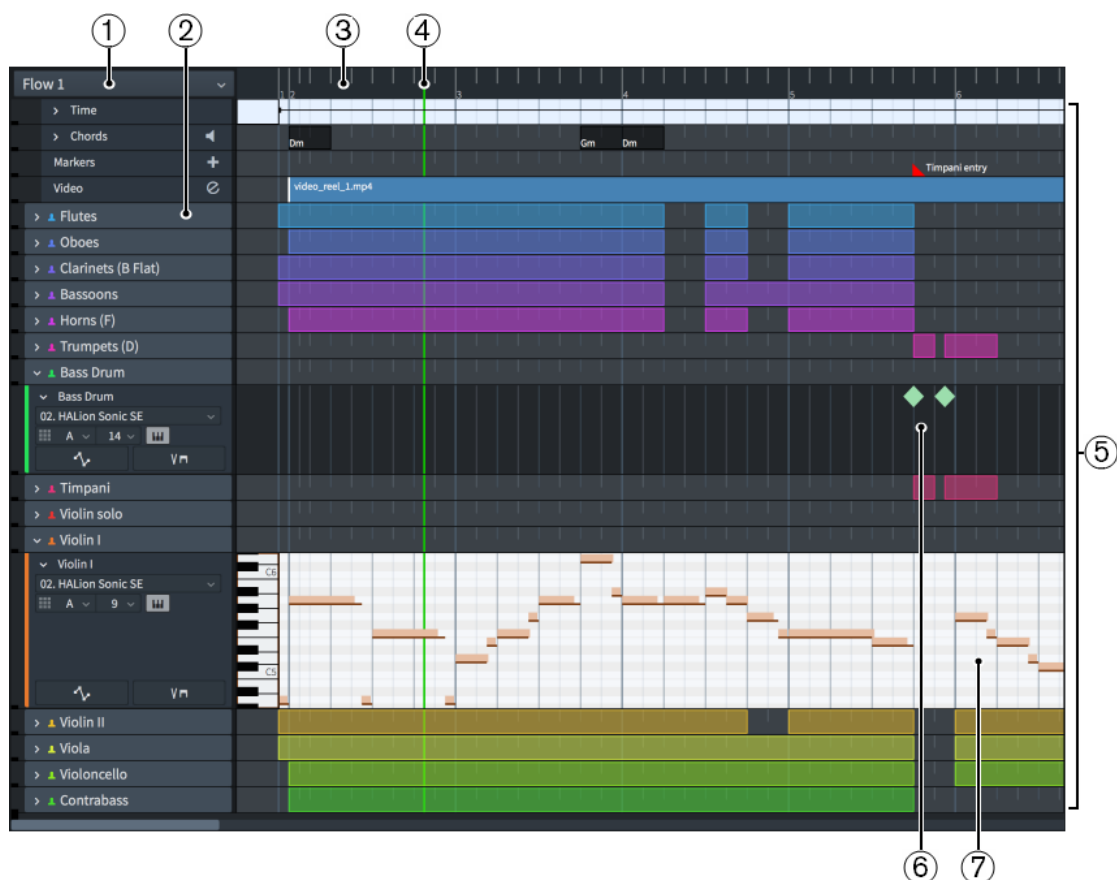 ① ② ③ ④
Flow 1
1 2 3 4 5 6
Time
Chords
Dm Gm Dm
Markers
Timpani entry
Video
video_reel_1.mp4
Flutes
Oboes
Clarinets (B Flat)
Bassoons
Horns (F)
Trumpets (D)
Bass Drum
Bass Drum
02. HALion Sonic SE
A 14
⑤
Timpani
Violin solo
Violin I
Violin I
C6
02. HALion Sonic SE
A 9
C5
Violin II
Viola
Violoncello
Contrabass
⑥ ⑦